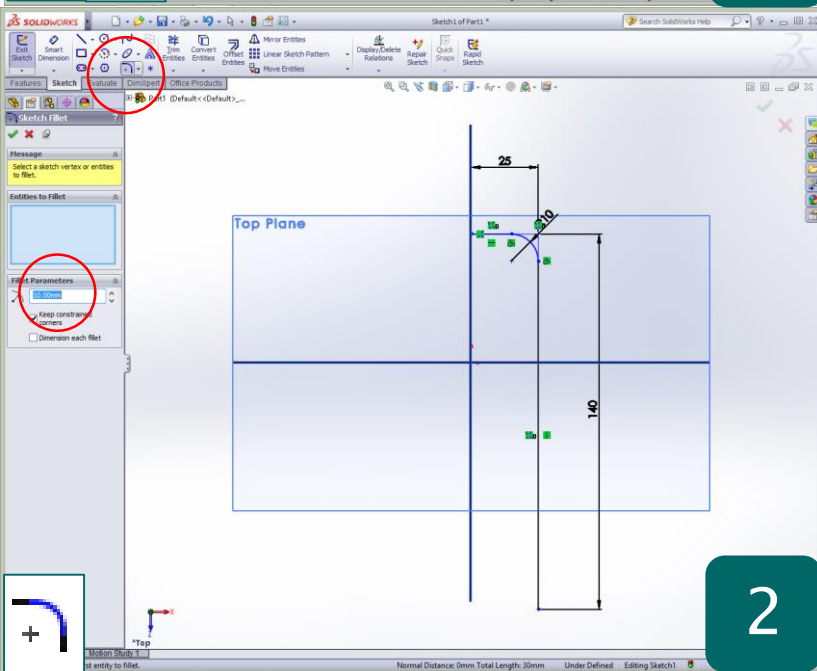 SOLIDWORKS
Sketch1 of Part1 *
Search SolidWorks Help
Exit Sketch
Smart Dimension
Trim Entities
Convert Entities
Offset Entities
Mirror Entities
Linear Sketch Pattern
Move Entities
Display/Delete Relations
Repair Sketch
Quick Snaps
Rapid Sketch
Features Sketch Evaluate DimXpert Office Products
Part1 (Default<<Default>_...
Sketch Fillet
?
Message
Select a sketch vertex or entities
to fillet.
Entities to Fillet
Fillet Parameters
10.00mm
Keep constrained
corners
Dimension each fillet
25
Top Plane
140
X
Z
*Top
Motion Study 1
st entity to fillet.
Normal Distance: 0mm Total Length: 30mm Under Defined Editing Sketch1
2